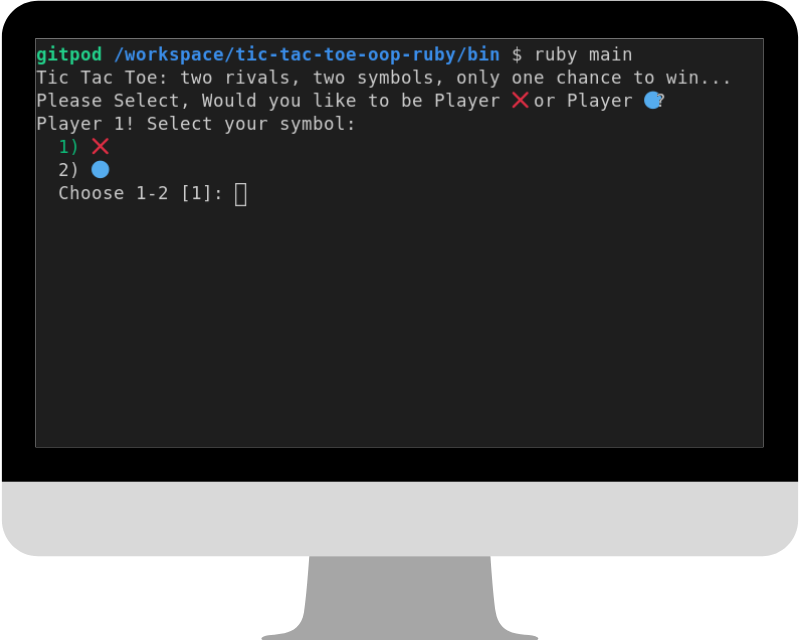 gitpod /workspace/tic-tac-toe-oop-ruby/bin $ ruby main
Tic Tac Toe: two rivals, two symbols, only one chance to win...
Please Select, Would you like to be Player ❌ or Player 🔵?
Player 1! Select your symbol:
1) ❌
2) 🔵
Choose 1-2 [1]: